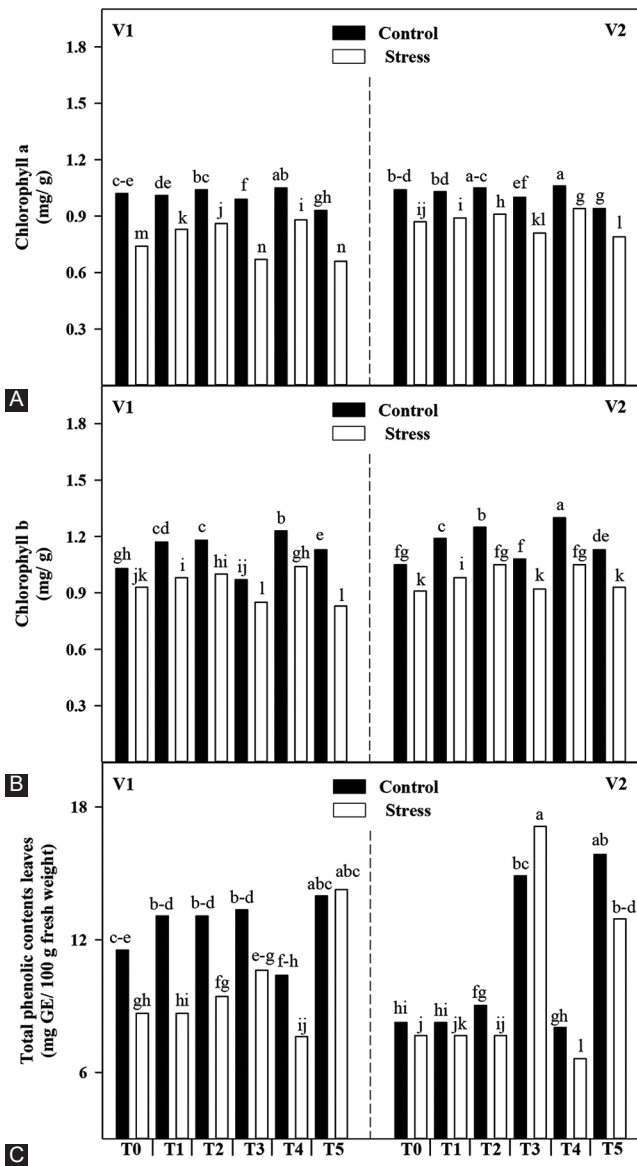 V1 Control V2
Stress
1.8
1.5
1.2
0.9
0.6
0.3
Chlorophyll a
(mg/ g)
c-e m de k bc j f n ab i gh n
b-d ij bd i a-c h ef kl a g g l
A
V1 Control V2
Stress
1.8
1.5
1.2
0.9
0.6
0.3
Chlorophyll b
(mg/ g)
gh jk cd i c hi ij l b gh e l
fg k c i b fg f k a fg de k
B
V1 Control V2
Stress
18
12
6
Total phenolic contents leaves
(mg GE/ 100 g fresh weight)
c-e gh b-d hi b-d fg b-d e-g f-h ij abc abc
hi j hi jk fg ij bc a gh l ab b-d
T0 T1 T2 T3 T4 T5 T0 T1 T2 T3 T4 T5
C